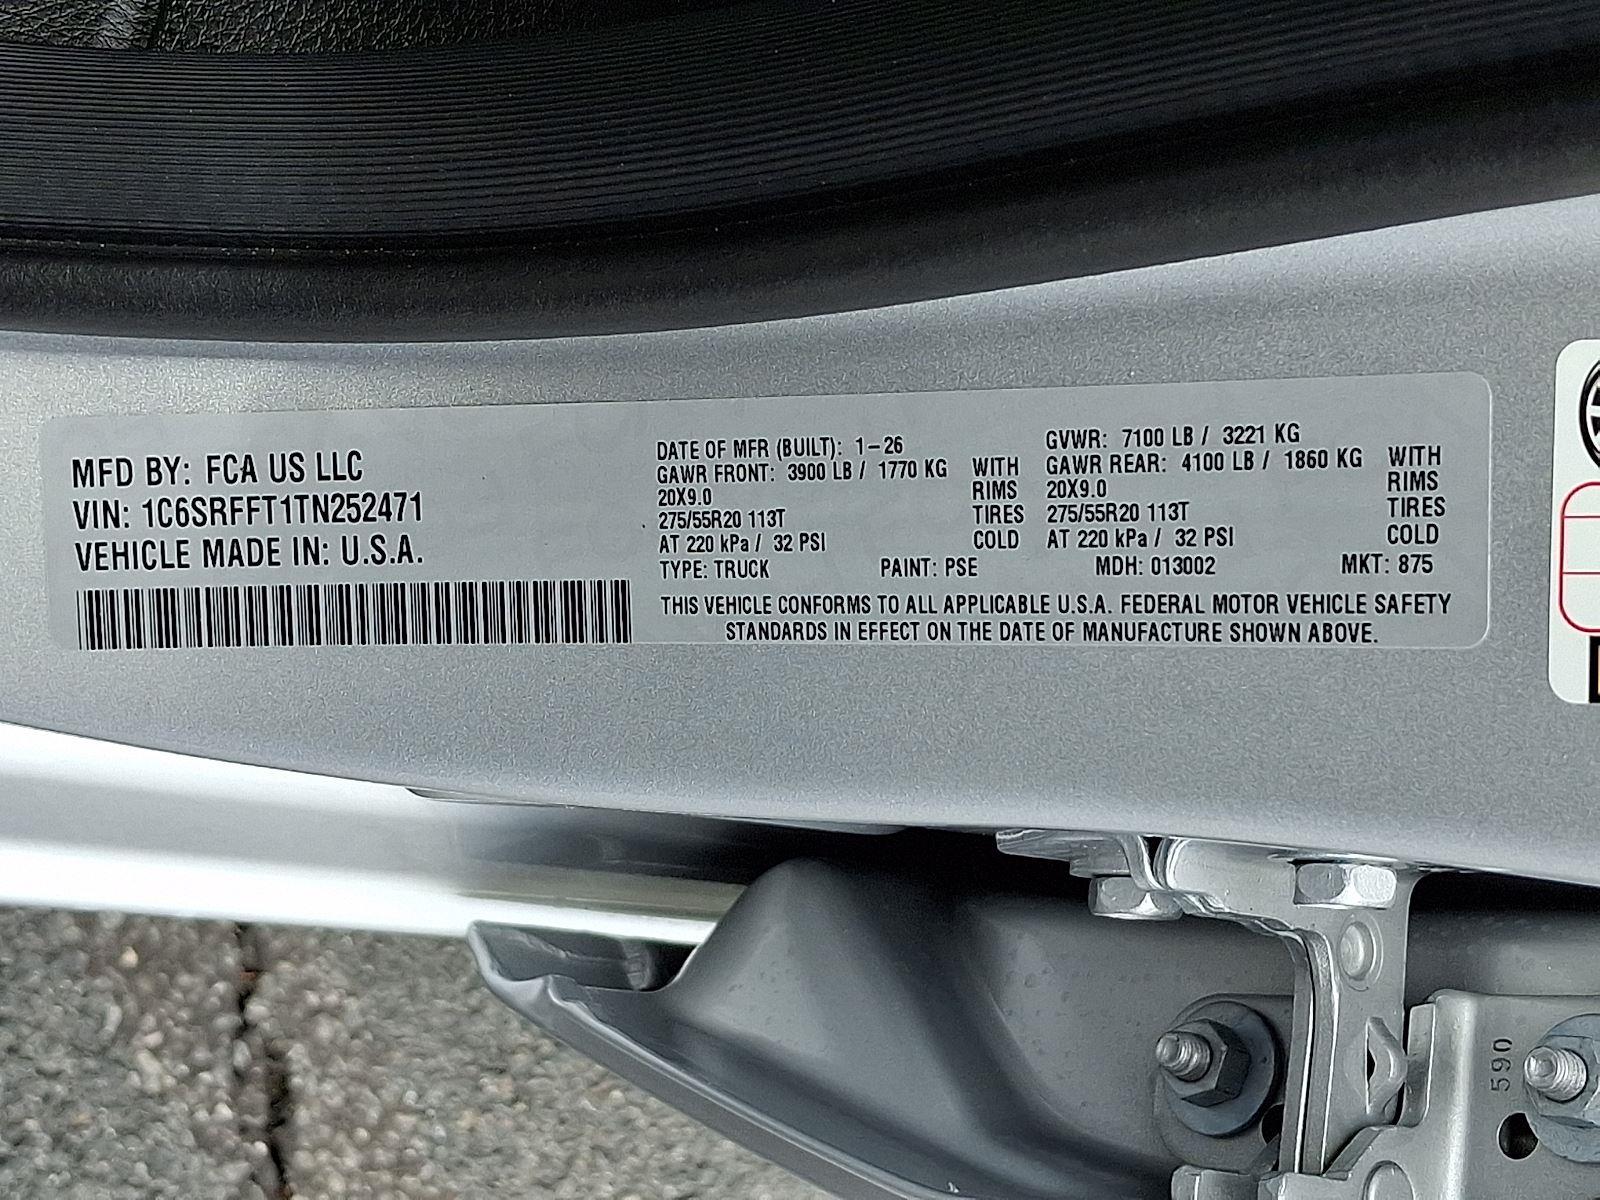 MFD BY: FCA US LLC
VIN: 1C6SRFFT1TN252471
VEHICLE MADE IN: U.S.A.
DATE OF MFR (BUILT): 1-26
GAWR FRONT: 3900 LB / 1770 KG WITH
20X9.0 RIMS
275/55R20 113T TIRES
AT 220 kPa / 32 PSI COLD
GVWR: 7100 LB / 3221 KG
GAWR REAR: 4100 LB / 1860 KG WITH
20X9.0 RIMS
275/55R20 113T TIRES
AT 220 kPa / 32 PSI COLD
TYPE: TRUCK PAINT: PSE MDH: 013002 MKT: 875
THIS VEHICLE CONFORMS TO ALL APPLICABLE U.S.A. FEDERAL MOTOR VEHICLE SAFETY
STANDARDS IN EFFECT ON THE DATE OF MANUFACTURE SHOWN ABOVE.
590